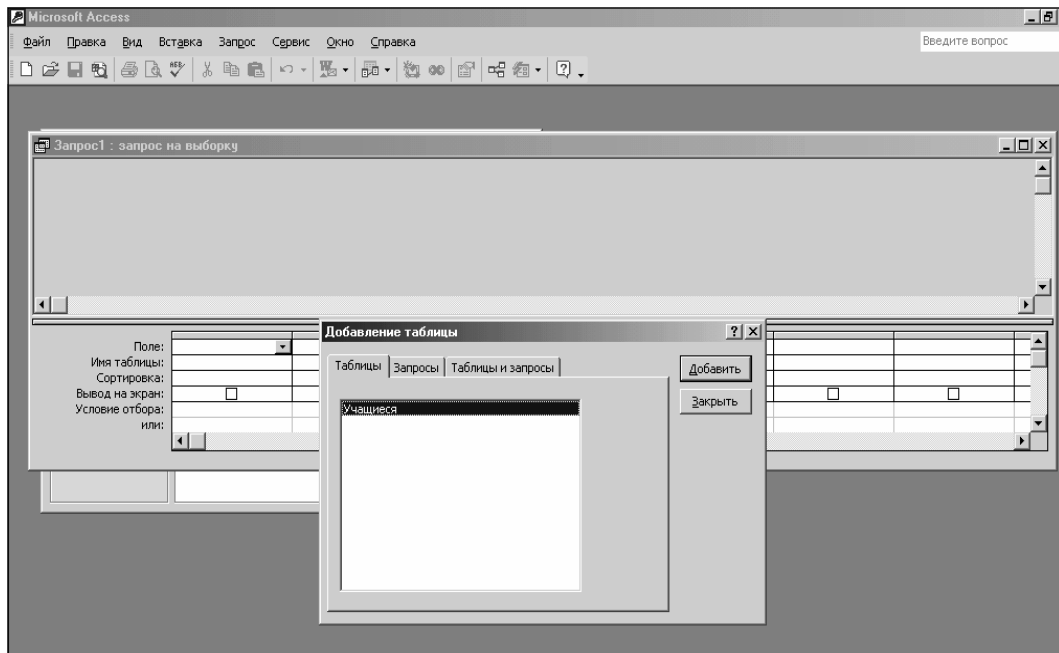 Microsoft Access
Файл Правка Вид Вставка Запрос Сервис Окно Справка
Введите вопрос
Запрос1 : запрос на выборку
Добавление таблицы
Таблицы Запросы Таблицы и запросы
Добавить
Закрыть
Учащиеся
Поле:
Имя таблицы:
Сортировка:
Вывод на экран:
Условие отбора:
или: